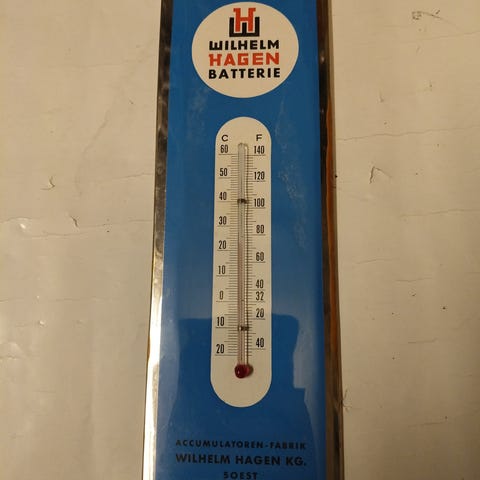 WILHELM
HAGEN
BATTERIE
C F
60 140
50 120
40 100
30 80
20 60
10 40
0 32
10 20
20 40
ACCUMULATOREN-FABRIK
WILHELM HAGEN KG.
SOEST